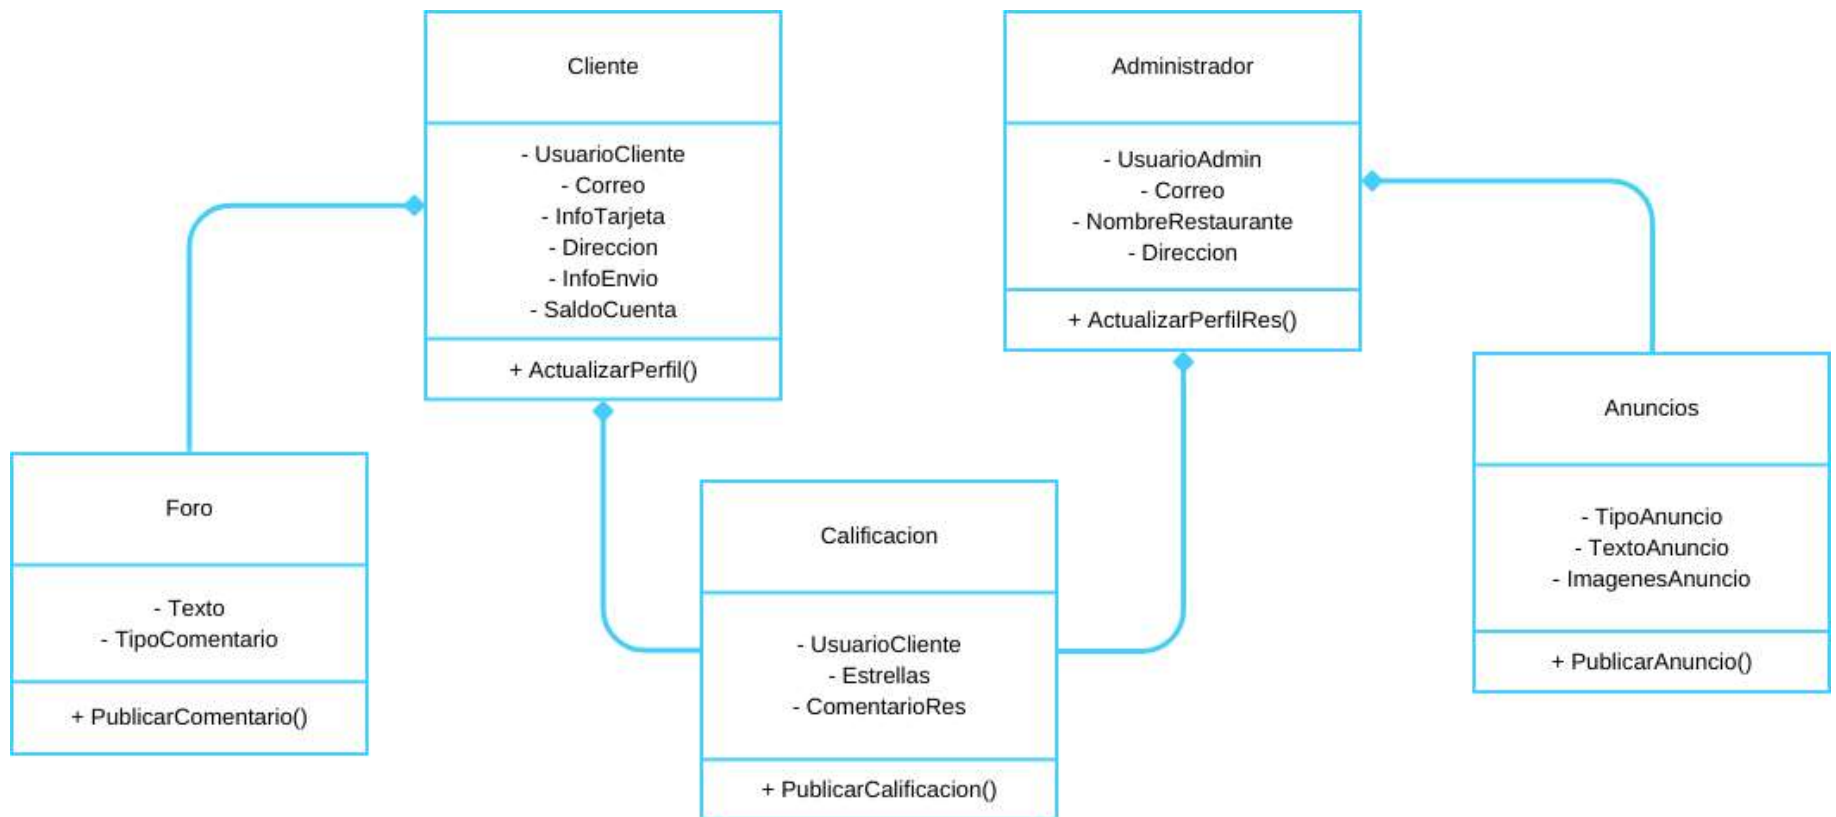 Cliente
- UsuarioCliente
- Correo
- InfoTarjeta
- Direccion
- InfoEnvio
- SaldoCuenta
+ ActualizarPerfil()
Administrador
- UsuarioAdmin
- Correo
- NombreRestaurante
- Direccion
+ ActualizarPerfilRes()
Foro
- Texto
- TipoComentario
+ PublicarComentario()
Calificacion
- UsuarioCliente
- Estrellas
- ComentarioRes
+ PublicarCalificacion()
Anuncios
- TipoAnuncio
- TextoAnuncio
- ImagenesAnuncio
+ PublicarAnuncio()